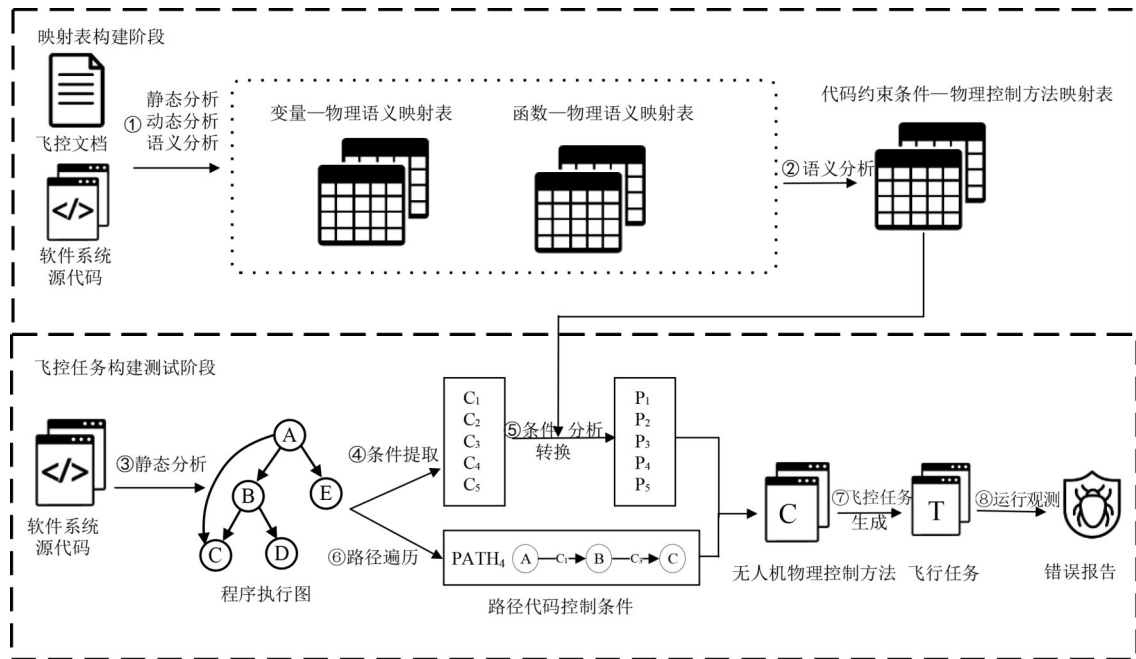 映射表构建阶段
飞控文档
软件系统
源代码
①
静态分析
动态分析
语义分析
变量—物理语义映射表
函数—物理语义映射表
②语义分析
代码约束条件—物理控制方法映射表
飞控任务构建测试阶段
</>
</>
软件系统
源代码
③静态分析
A
B
E
C
D
程序执行图
④条件提取
⑥路径遍历
C₁
C₂
C₃
C₄
C₅
⑤条件 分析
转换
P₁
P₂
P₃
P₄
P₅
PATH₄ A C₁ B C₃ C
路径代码控制条件
C
无人机物理控制方法
⑦飞控任务
生成
T
飞行任务
⑧运行观测
错误报告